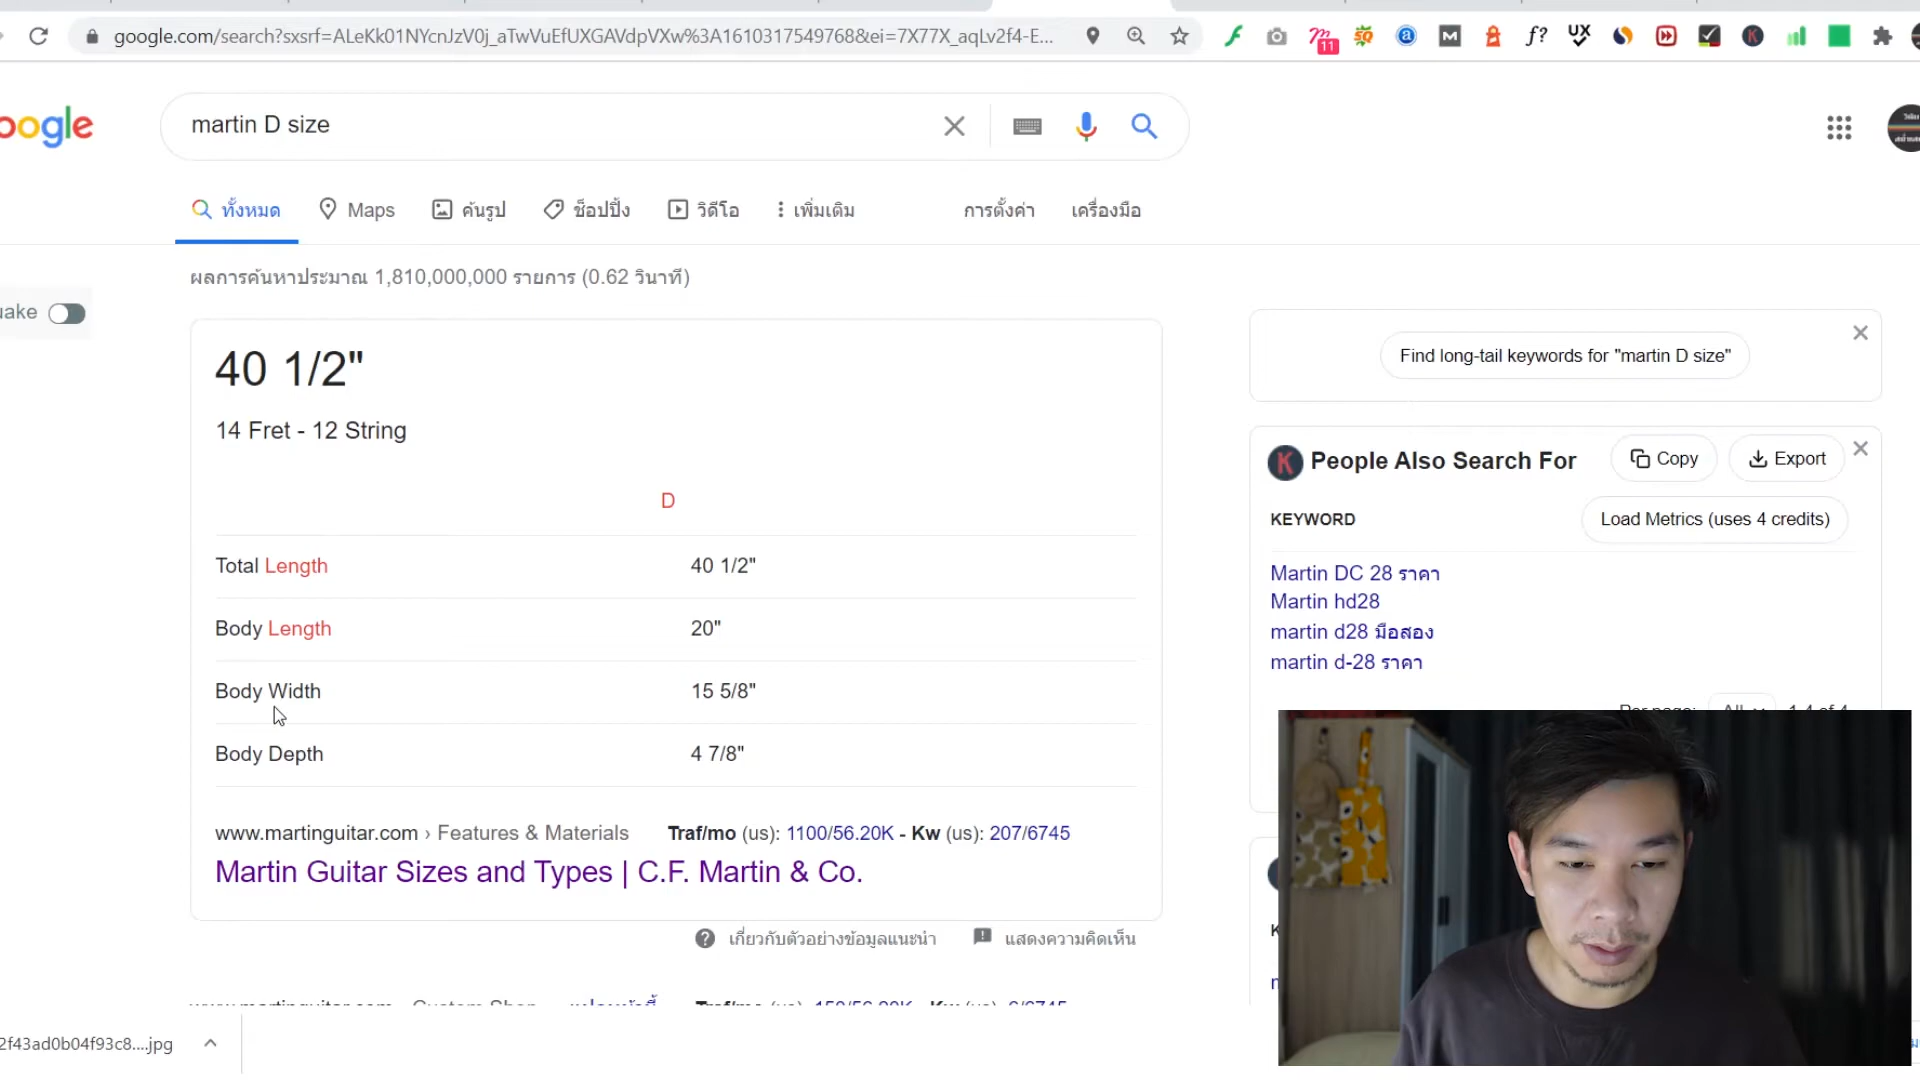 google.com/search?sxsrf=ALeKk01NYcnJzV0j_aTwVuEfUXGAVdpVXw%3A1610317549768&ei=7X77X_aqLv2f4-E...
11
f?
UX
oogle
martin D size
ทั้งหมด
Maps
ค้นรูป
ช็อปปิ้ง
วิดีโอ
เพิ่มเติม
การตั้งค่า
เครื่องมือ
ผลการค้นหาประมาณ 1,810,000,000 รายการ (0.62 วินาที)
uake
40 1/2"
14 Fret - 12 String
D
Total Length 40 1/2"
Body Length 20"
Body Width 15 5/8"
Body Depth 4 7/8"
www.martinguitar.com › Features & Materials Traf/mo (us): 1100/56.20K - Kw (us): 207/6745
Martin Guitar Sizes and Types | C.F. Martin & Co.
เกี่ยวกับตัวอย่างข้อมูลแนะนำ
แสดงความคิดเห็น
Find long-tail keywords for "martin D size"
K People Also Search For
Copy
Export
KEYWORD
Load Metrics (uses 4 credits)
Martin DC 28 ราคา
Martin hd28
martin d28 มือสอง
martin d-28 ราคา
2f43ad0b04f93c8....jpg